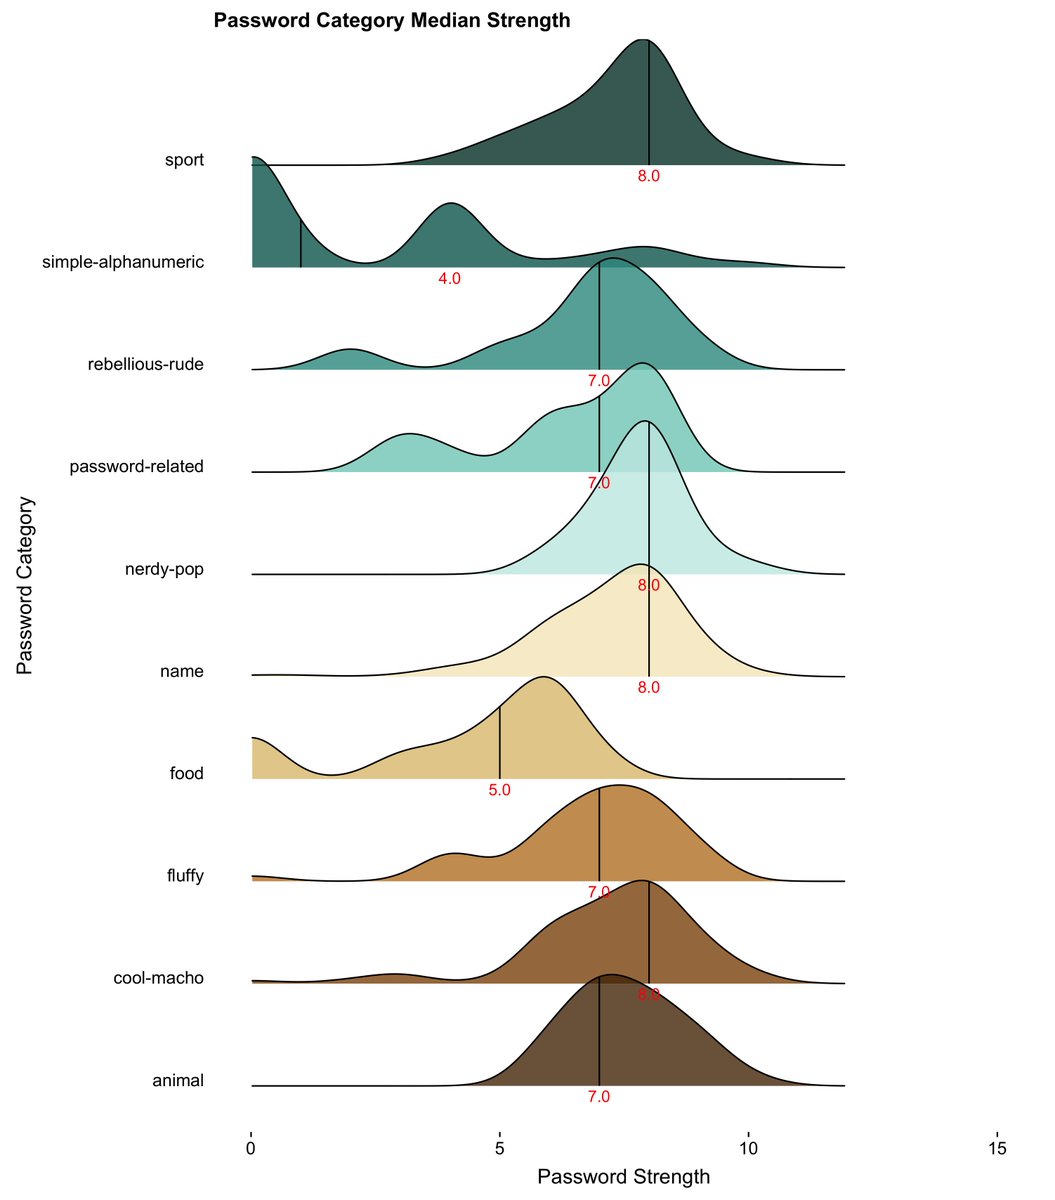 Password Category Median Strength
sport
8.0
simple-alphanumeric
4.0
rebellious-rude
7.0
password-related
7.0
nerdy-pop
8.0
name
8.0
food
5.0
fluffy
7.0
cool-macho
8.0
animal
7.0
Password Category
0 5 10 15
Password Strength